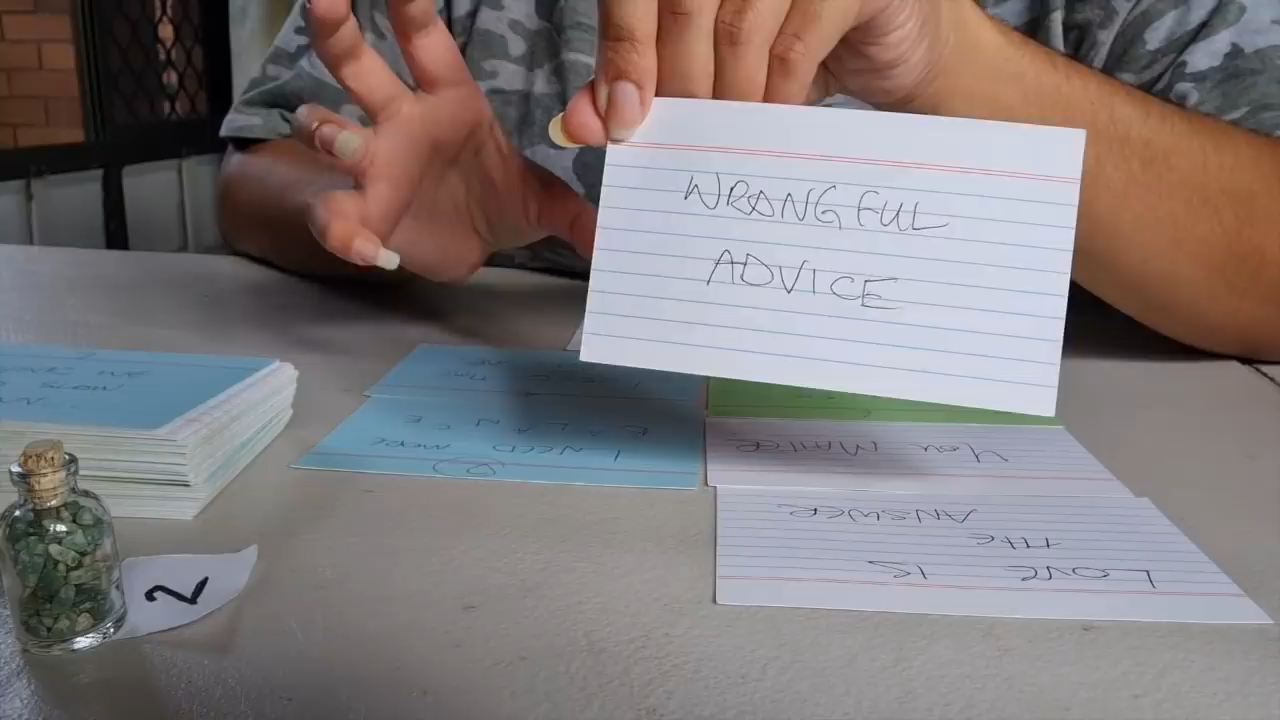 WRONGFUL
ADVICE
I NEED MORE
BALANCE
YOU MATTER
LOVE IS
THE
ANSWER
2